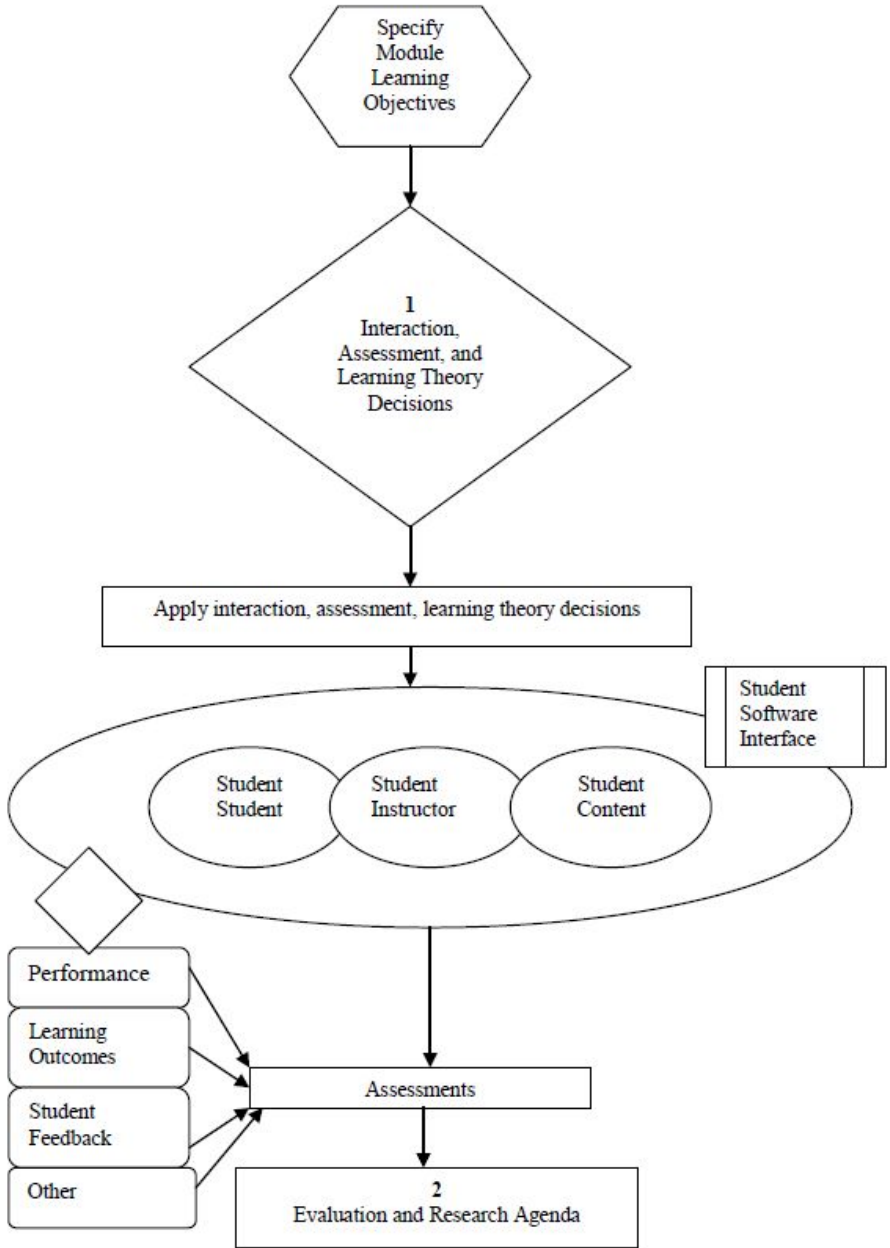 Specify
Module
Learning
Objectives
1
Interaction,
Assessment, and
Learning Theory
Decisions
Apply interaction, assessment, learning theory decisions
Student
Software
Interface
Student
Student
Student
Instructor
Student
Content
Performance
Learning
Outcomes
Student
Feedback
Other
Assessments
2
Evaluation and Research Agenda